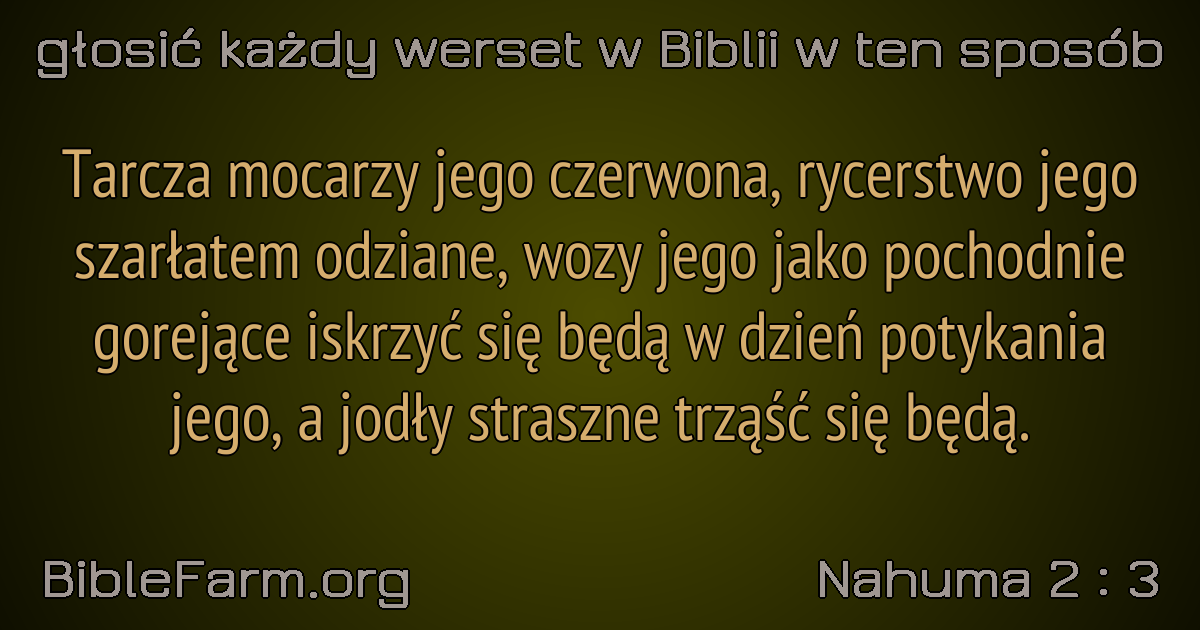 głosić każdy werset w Biblii w ten sposób
Tarcza mocarzy jego czerwona, rycerstwo jego
szarłatem odziane, wozy jego jako pochodnie
gorejące iskrzyć się będą w dzień potykania
jego, a jodły straszne trząść się będą.
BibleFarm.org
Nahuma 2 : 3